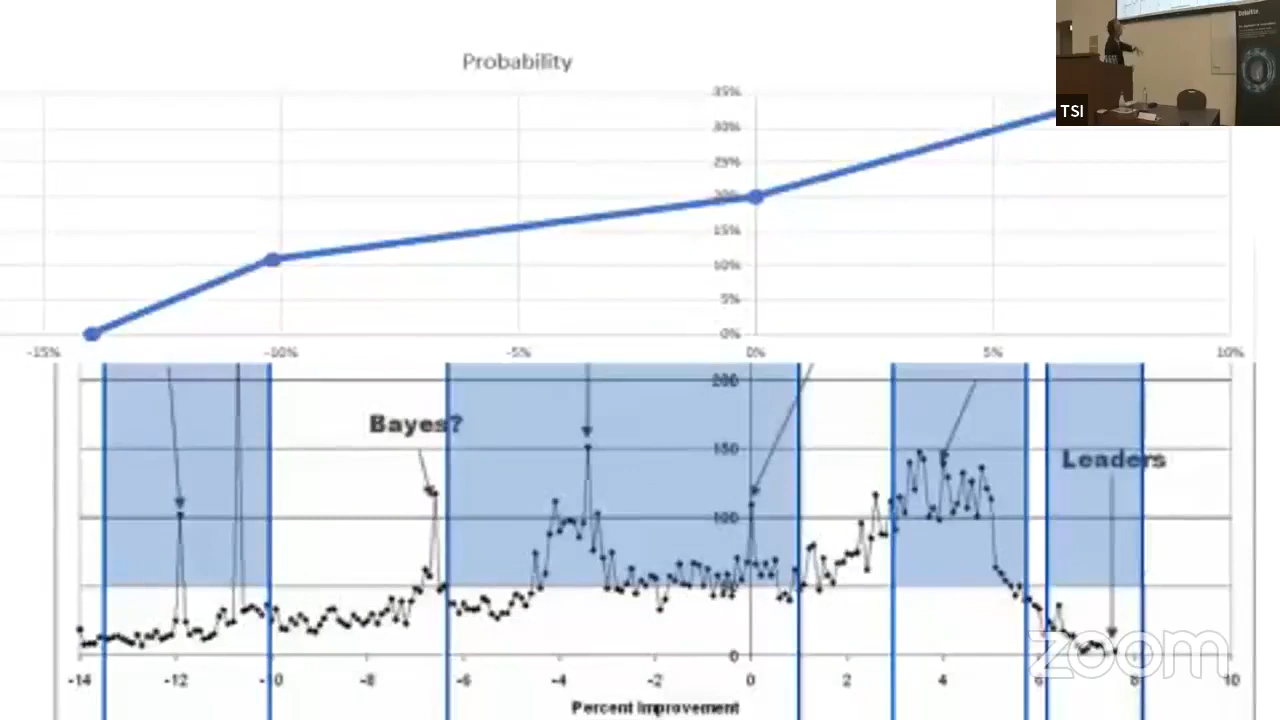 Probability
Deloitte
35%
30%
25%
20%
15%
10%
5%
0%
-15% -10% -5% 0% 5% 10%
TSI
200
150
100
0
Bayes?
Leaders
-14 -12 -10 -8 -6 -4 -2 0 2 4 6 8 10
Percent Improvement
zoom